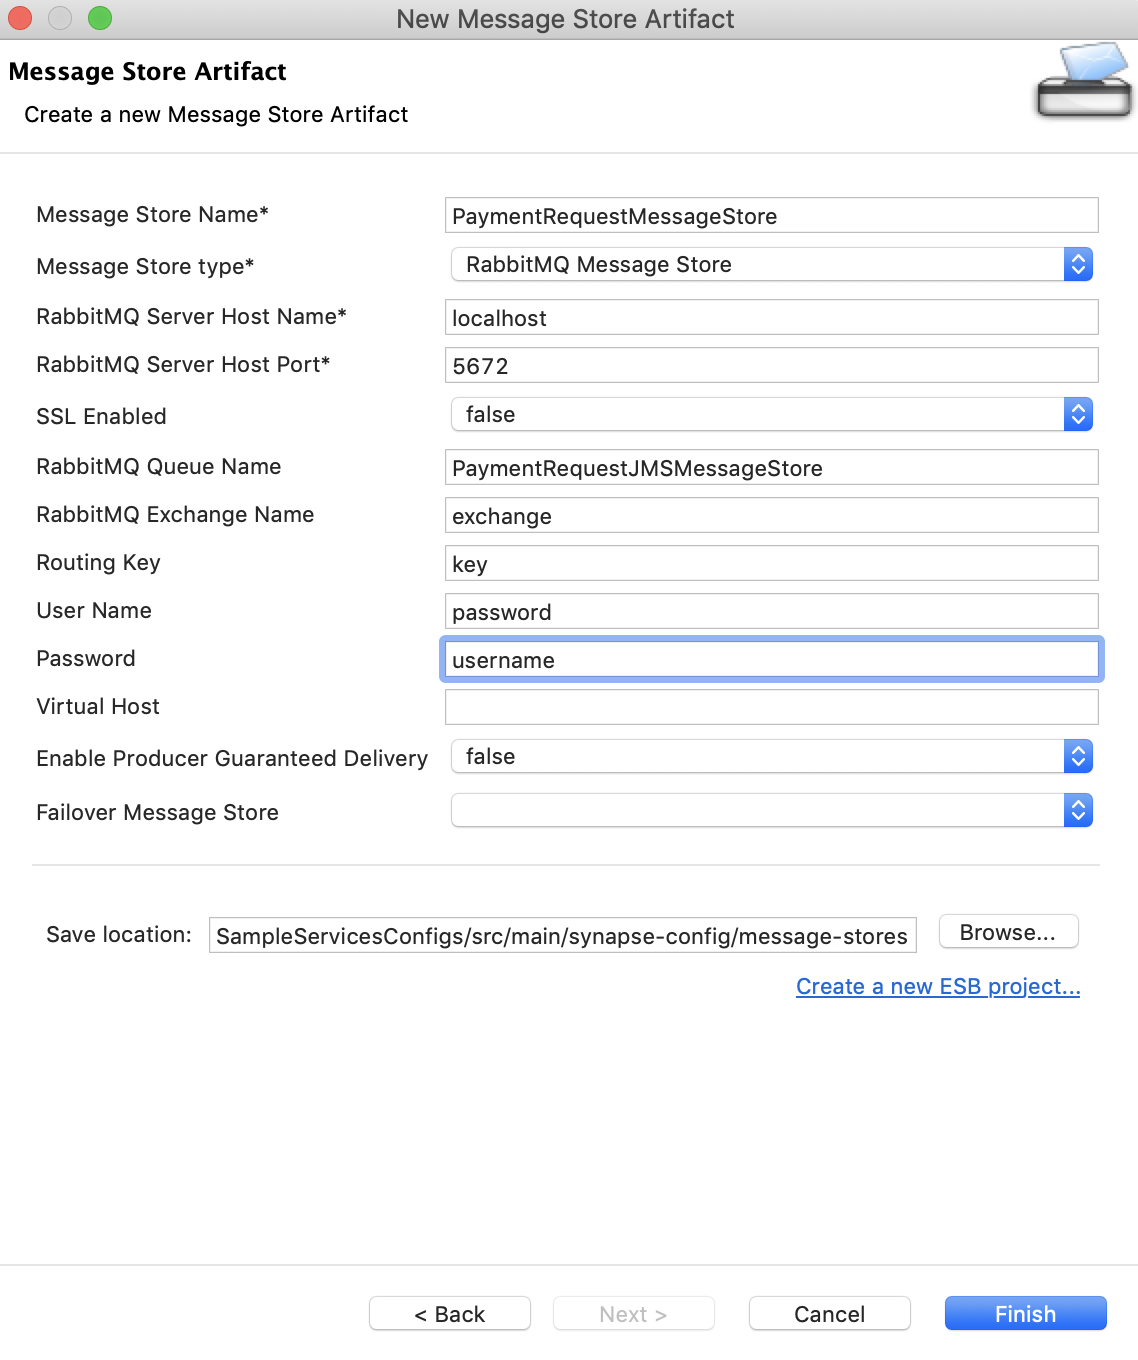 New Message Store Artifact
Message Store Artifact
Create a new Message Store Artifact
Message Store Name* PaymentRequestMessageStore
Message Store type* RabbitMQ Message Store
RabbitMQ Server Host Name* localhost
RabbitMQ Server Host Port* 5672
SSL Enabled false
RabbitMQ Queue Name PaymentRequestJMSMessageStore
RabbitMQ Exchange Name exchange
Routing Key key
User Name password
Password username
Virtual Host
Enable Producer Guaranteed Delivery false
Failover Message Store
Save location: SampleServicesConfigs/src/main/synapse-config/message-stores Browse...
Create a new ESB project...
< Back Next > Cancel Finish